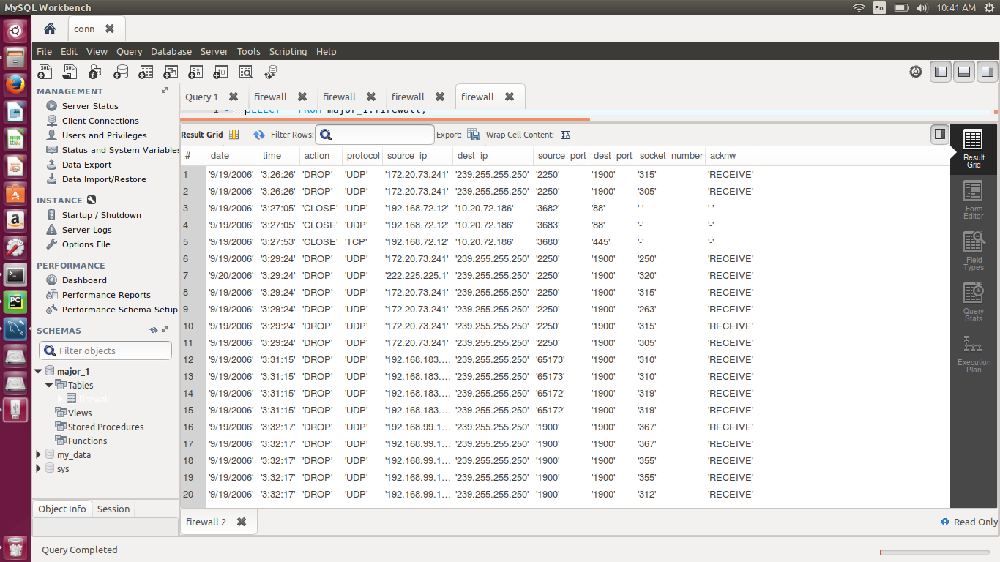 MySQL Workbench
En
10:41 AM
conn
File Edit View Query Database Server Tools Scripting Help
MANAGEMENT
Server Status
Client Connections
Users and Privileges
Status and System Variables
Data Export
Data Import/Restore
INSTANCE
Startup / Shutdown
Server Logs
Options File
PERFORMANCE
Dashboard
Performance Reports
Performance Schema Setup
SCHEMAS
Filter objects
major_1
Tables
firewall
Views
Stored Procedures
Functions
my_data
sys
Object Info Session
Query 1 firewall firewall firewall firewall
1 SELECT * FROM major_1.firewall;
Result Grid Filter Rows: Export: Wrap Cell Content:
# date time action protocol source_ip dest_ip source_port dest_port socket_number acknw
1 '9/19/2006' '3:26:26' 'DROP' 'UDP' '172.20.73.241' '239.255.255.250' '2250' '1900' '315' 'RECEIVE'
2 '9/19/2006' '3:26:26' 'DROP' 'UDP' '172.20.73.241' '239.255.255.250' '2250' '1900' '305' 'RECEIVE'
3 '9/19/2006' '3:27:05' 'CLOSE' 'UDP' '192.168.72.12' '10.20.72.186' '3682' '88' '-' '-'
4 '9/19/2006' '3:27:05' 'CLOSE' 'UDP' '192.168.72.12' '10.20.72.186' '3683' '88' '-' '-'
5 '9/19/2006' '3:27:53' 'CLOSE' 'TCP' '192.168.72.12' '10.20.72.186' '3680' '445' '-' '-'
6 '9/19/2006' '3:29:24' 'DROP' 'UDP' '172.20.73.241' '239.255.255.250' '2250' '1900' '250' 'RECEIVE'
7 '9/20/2006' '3:29:24' 'DROP' 'UDP' '222.225.225.1' '239.255.255.250' '2250' '1900' '320' 'RECEIVE'
8 '9/19/2006' '3:29:24' 'DROP' 'UDP' '172.20.73.241' '239.255.255.250' '2250' '1900' '315' 'RECEIVE'
9 '9/19/2006' '3:29:24' 'DROP' 'UDP' '172.20.73.241' '239.255.255.250' '2250' '1900' '263' 'RECEIVE'
10 '9/19/2006' '3:29:24' 'DROP' 'UDP' '172.20.73.241' '239.255.255.250' '2250' '1900' '315' 'RECEIVE'
11 '9/19/2006' '3:29:24' 'DROP' 'UDP' '172.20.73.241' '239.255.255.250' '2250' '1900' '305' 'RECEIVE'
12 '9/19/2006' '3:31:15' 'DROP' 'UDP' '192.168.183.... '239.255.255.250' '65173' '1900' '310' 'RECEIVE'
13 '9/19/2006' '3:31:15' 'DROP' 'UDP' '192.168.183.... '239.255.255.250' '65173' '1900' '310' 'RECEIVE'
14 '9/19/2006' '3:31:15' 'DROP' 'UDP' '192.168.183.... '239.255.255.250' '65172' '1900' '319' 'RECEIVE'
15 '9/19/2006' '3:31:15' 'DROP' 'UDP' '192.168.183.... '239.255.255.250' '65172' '1900' '319' 'RECEIVE'
16 '9/19/2006' '3:32:17' 'DROP' 'UDP' '192.168.99.1... '239.255.255.250' '1900' '1900' '367' 'RECEIVE'
17 '9/19/2006' '3:32:17' 'DROP' 'UDP' '192.168.99.1... '239.255.255.250' '1900' '1900' '367' 'RECEIVE'
18 '9/19/2006' '3:32:17' 'DROP' 'UDP' '192.168.99.1... '239.255.255.250' '1900' '1900' '355' 'RECEIVE'
19 '9/19/2006' '3:32:17' 'DROP' 'UDP' '192.168.99.1... '239.255.255.250' '1900' '1900' '355' 'RECEIVE'
20 '9/19/2006' '3:32:17' 'DROP' 'UDP' '192.168.99.1... '239.255.255.250' '1900' '1900' '312' 'RECEIVE'
Result
Grid
Form
Editor
Field
Types
Query
Stats
Execution
Plan
firewall 2
Read Only
Query Completed